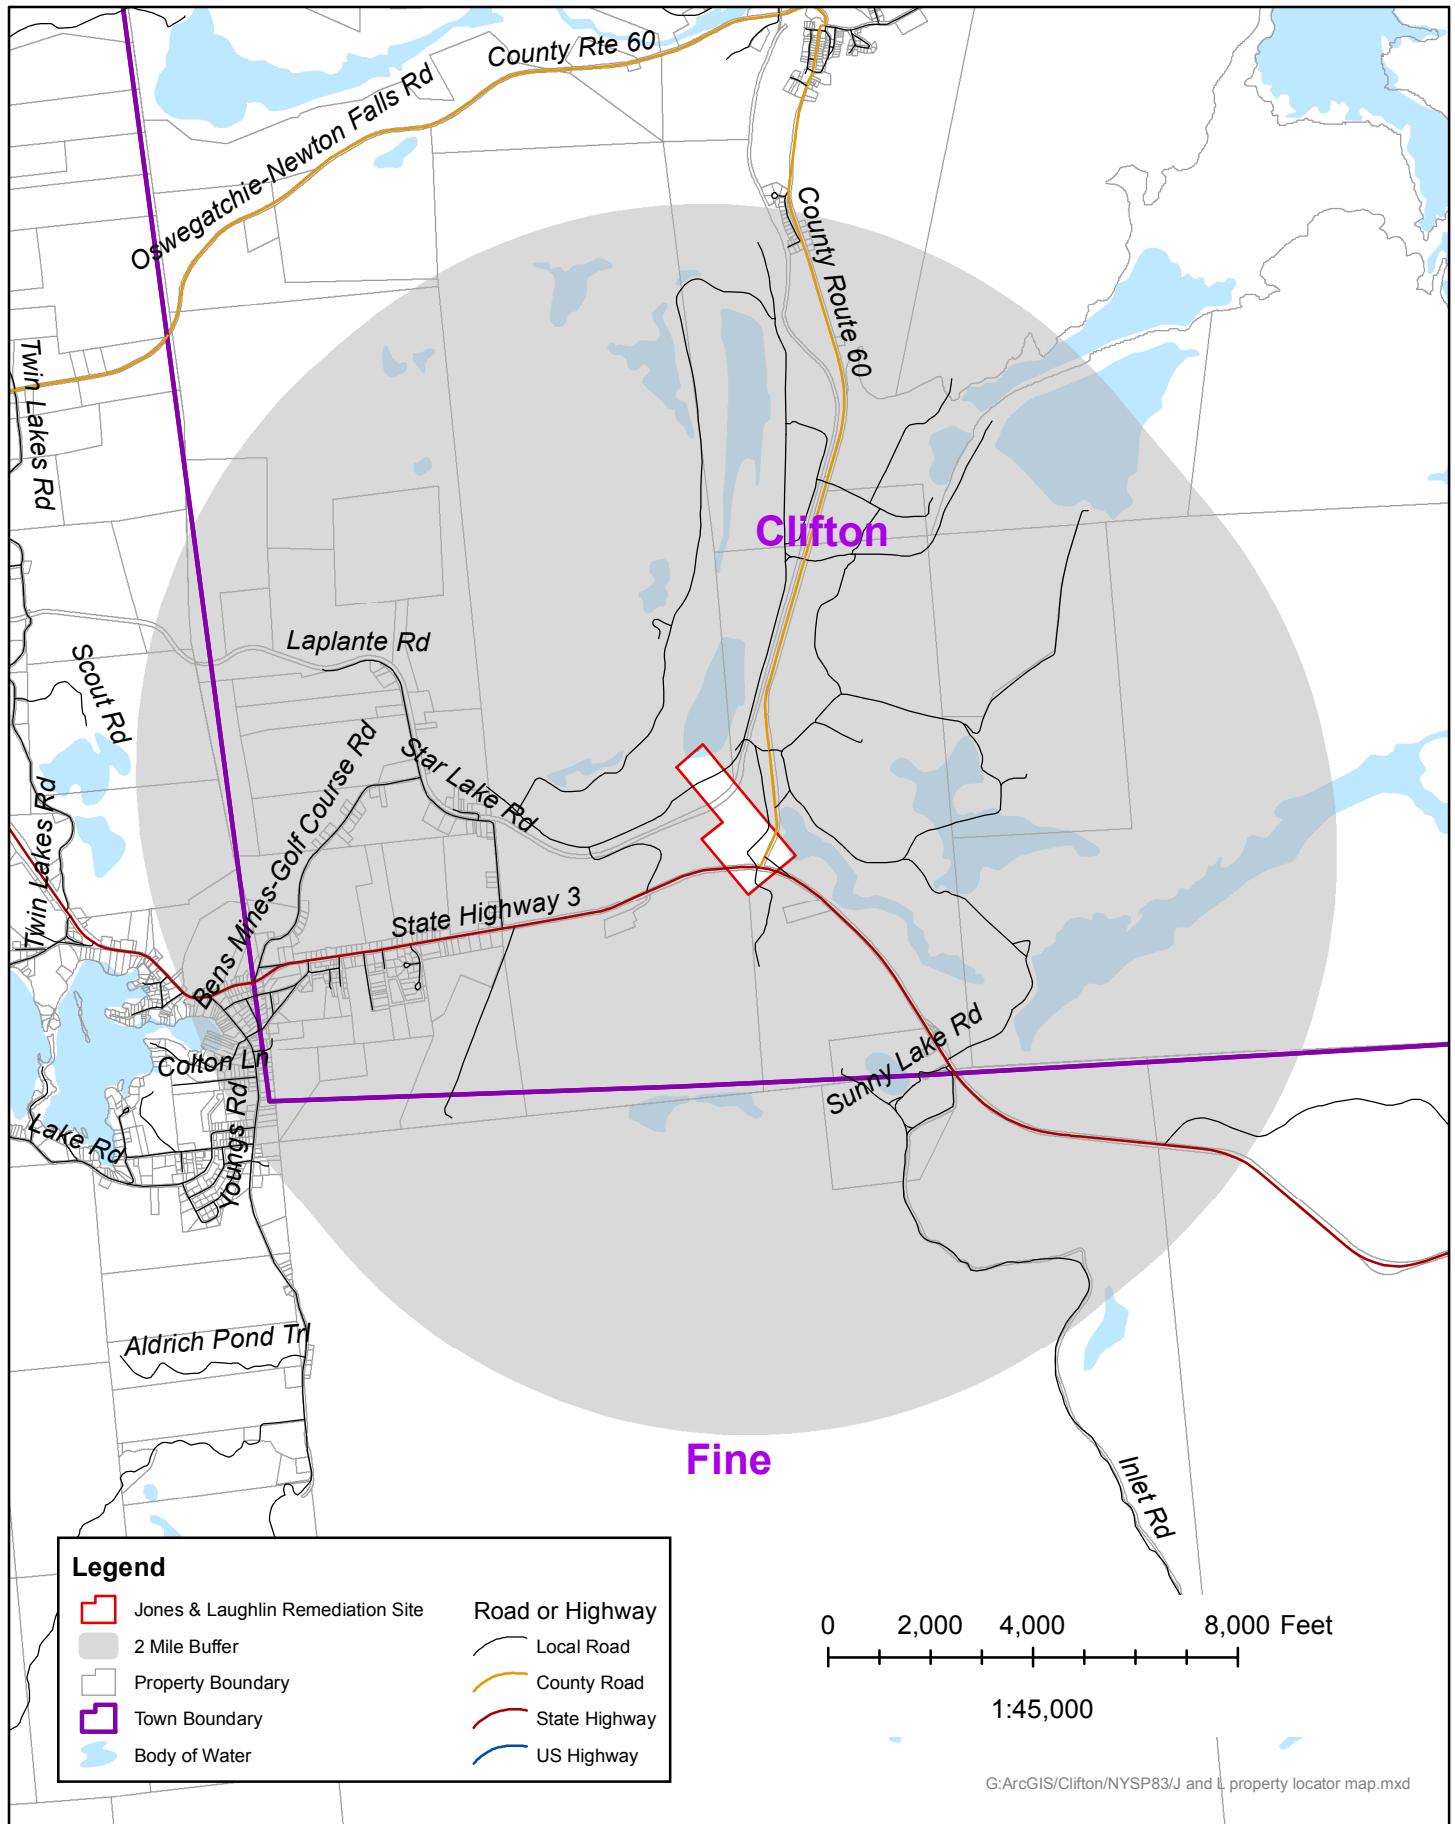 County Rte 60
Oswegatchie-Newton Falls Rd
County Route 60
Twin Lakes Rd
Clifton
Laplante Rd
Scout Rd
Bens Mines-Golf Course Rd
Star Lake Rd
Twin Lakes Rd
State Highway 3
Sunny Lake Rd
Colton Ln
Lake Rd
Youngs Rd
Aldrich Pond Trl
Fine
Inlet Rd
Legend
Jones & Laughlin Remediation Site
2 Mile Buffer
Property Boundary
Town Boundary
Body of Water
Road or Highway
Local Road
County Road
State Highway
US Highway
0 2,000 4,000 8,000 Feet
1:45,000
G:ArcGIS/Clifton/NYSP83/J and L property locator map.mxd